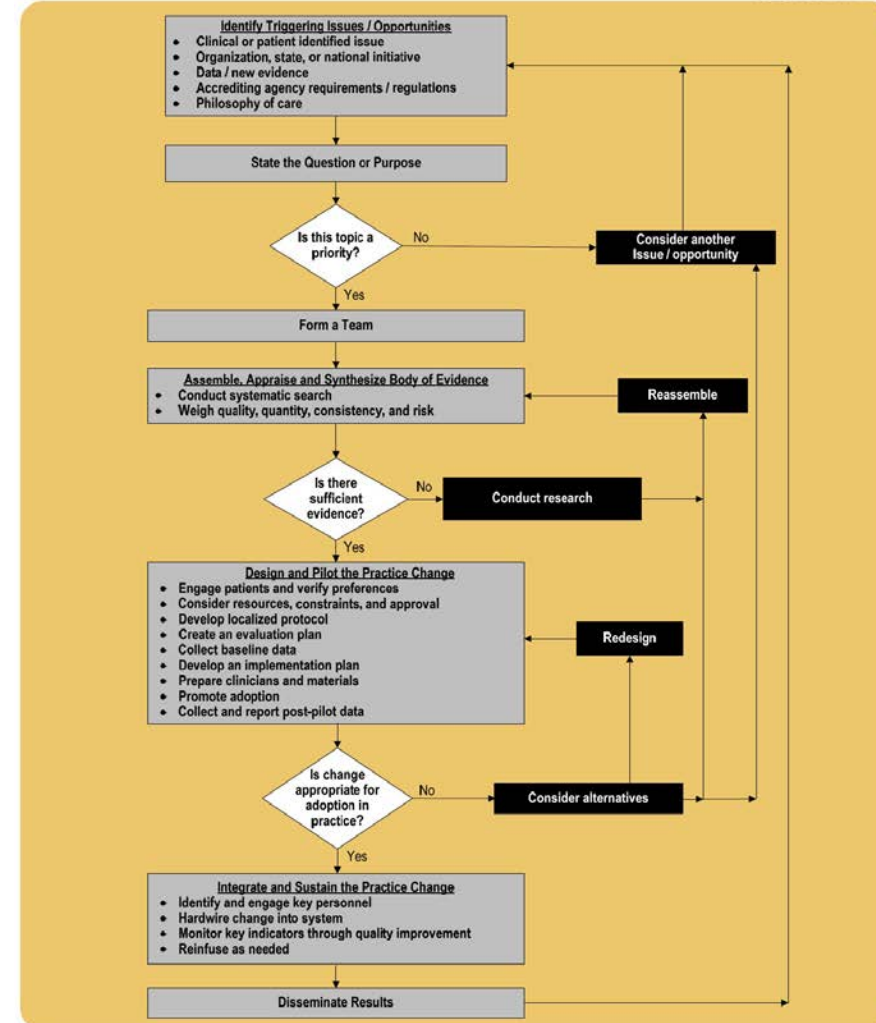 Identify Triggering Issues / Opportunities
• Clinical or patient identified issue
• Organization, state, or national initiative
• Data / new evidence
• Accrediting agency requirements / regulations
• Philosophy of care
State the Question or Purpose
Is this topic a
priority?
No
Consider another
Issue / opportunity
Yes
Form a Team
Assemble, Appraise and Synthesize Body of Evidence
• Conduct systematic search
• Weigh quality, quantity, consistency, and risk
Reassemble
Is there
sufficient
evidence?
No
Conduct research
Yes
Design and Pilot the Practice Change
• Engage patients and verify preferences
• Consider resources, constraints, and approval
• Develop localized protocol
• Create an evaluation plan
• Collect baseline data
• Develop an implementation plan
• Prepare clinicians and materials
• Promote adoption
• Collect and report post-pilot data
Redesign
Is change
appropriate for
adoption in
practice?
No
Consider alternatives
Yes
Integrate and Sustain the Practice Change
• Identify and engage key personnel
• Hardwire change into system
• Monitor key indicators through quality improvement
• Reinfuse as needed
Disseminate Results